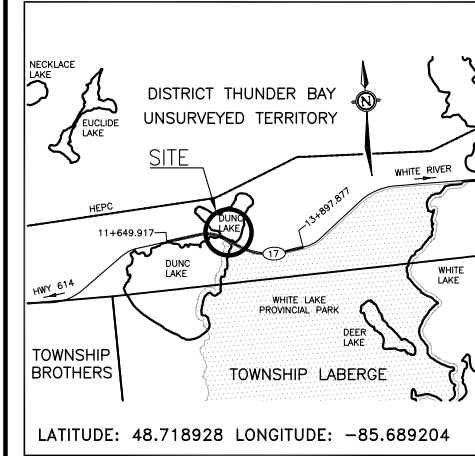 NECKLACE
LAKE
EUCLIDE
LAKE
DISTRICT THUNDER BAY
UNSURVEYED TERRITORY
N
SITE
WHITE RIVER
HEPC
DUNC
LAKE
13+897.877
11+649.917
17
DUNC
LAKE
HWY 614
WHITE
LAKE
WHITE LAKE
PROVINCIAL PARK
DEER
LAKE
TOWNSHIP
BROTHERS
TOWNSHIP LABERGE
LATITUDE: 48.718928 LONGITUDE: −85.689204